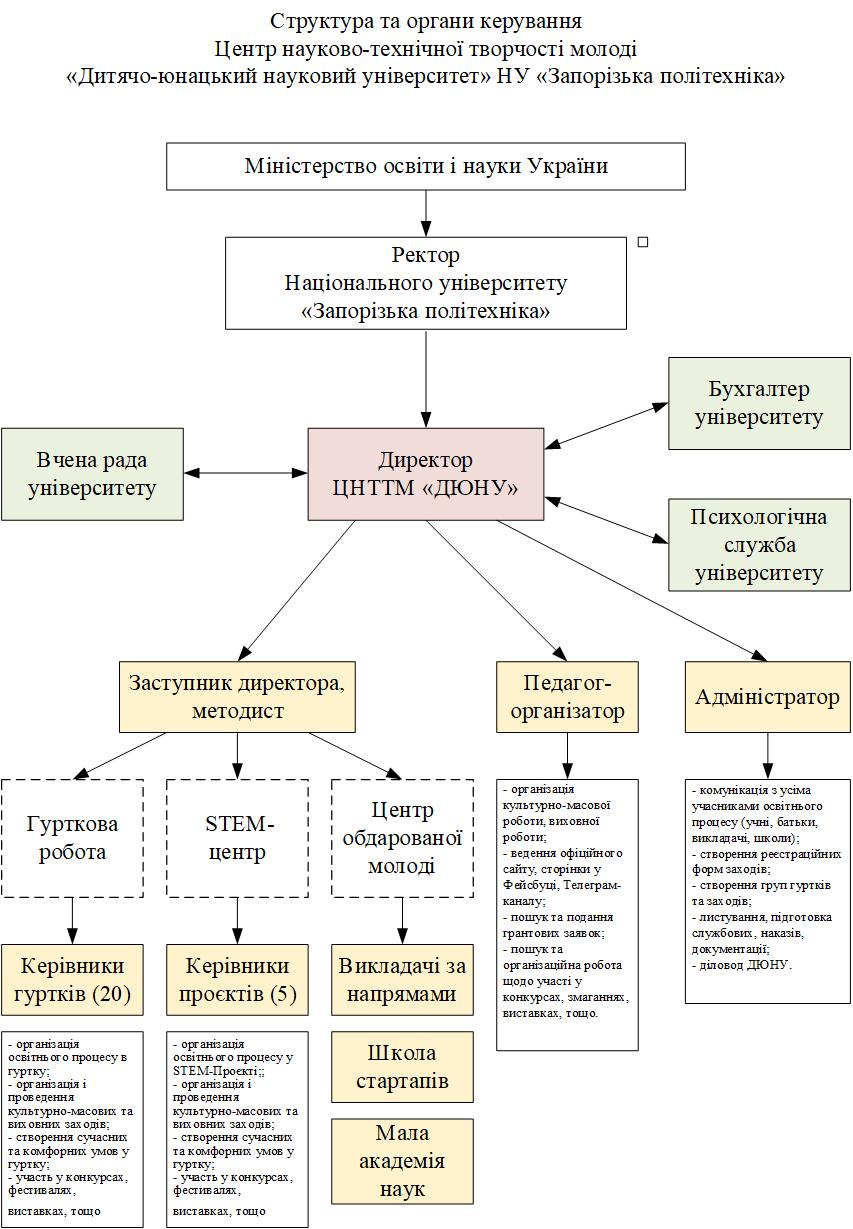 Структура та органи керування
Центр науково-технічної творчості молоді
«Дитячо-юнацький науковий університет» НУ «Запорізька політехніка»
Міністерство освіти і науки України
Ректор
Національного університету
«Запорізька політехніка»
Бухгалтер
університету
Вчена рада
університету
Директор
ЦНТТМ «ДЮНУ»
Психологічна
служба
університету
Заступник директора,
методист
Педагог-
організатор
Адміністратор
Гурткова
робота
STEM-
центр
Центр
обдарованої
молоді
- організація
культурно-масової
роботи, виховної
роботи;
- ведення офіційного
сайту, сторінки у
Фейсбуці, Телеграм-
каналу;
- пошук та подання
грантових заявок;
- пошук та
організаційна робота
щодо участі у
конкурсах, змаганнях,
виставках, тощо.
- комунікація з усіма
учасниками освітнього
процесу (учні, батьки,
викладачі, школи);
- створення реєстраційних
форм заходів;
- створення груп гуртків
та заходів;
- листування, підготовка
службових, наказів,
документації;
- діловод ДЮНУ.
Керівники
гуртків (20)
Керівники
проєктів (5)
Викладачі за
напрямами
- організація
освітнього процесу в
гуртку;
- організація і
проведення
культурно-масових та
виховних заходів;
- створення сучасних
та комфорних умов у
гуртку;
- участь у конкурсах,
фестивалях,
виставках, тощо
- організація
освітнього процесу у
STEM-Проєкті;;
- організація і
проведення
культурно-масових та
виховних заходів;
- створення сучасних
та комфорних умов у
гуртку;
- участь у конкурсах,
фестивалях,
виставках, тощо
Школа
стартапів
Мала
академія
наук